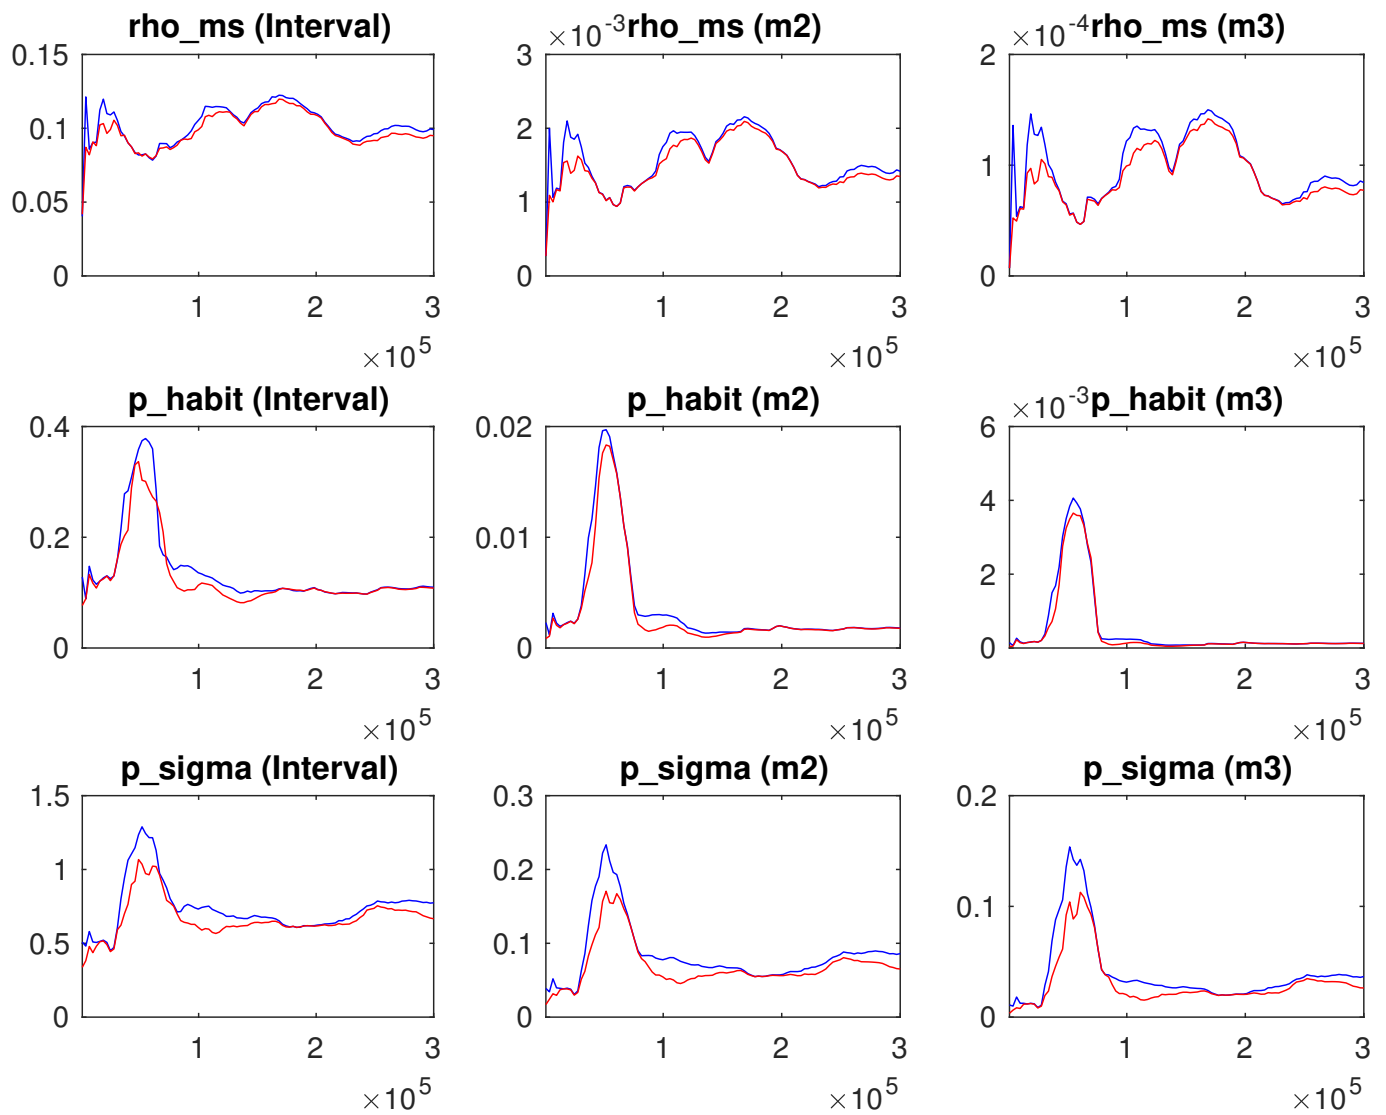 rho_ms (Interval)
×10^-3 rho_ms (m2)
×10^-4 rho_ms (m3)
0.15
0.1
0.05
0
1 2 3
×10^5
3
2
1
0
1 2 3
×10^5
2
1
0
1 2 3
×10^5
p_habit (Interval)
p_habit (m2)
×10^-3 p_habit (m3)
0.4
0.2
0
1 2 3
×10^5
0.02
0.01
0
1 2 3
×10^5
6
4
2
0
1 2 3
×10^5
p_sigma (Interval)
p_sigma (m2)
p_sigma (m3)
1.5
1
0.5
0
1 2 3
×10^5
0.3
0.2
0.1
0
1 2 3
×10^5
0.2
0.1
0
1 2 3
×10^5